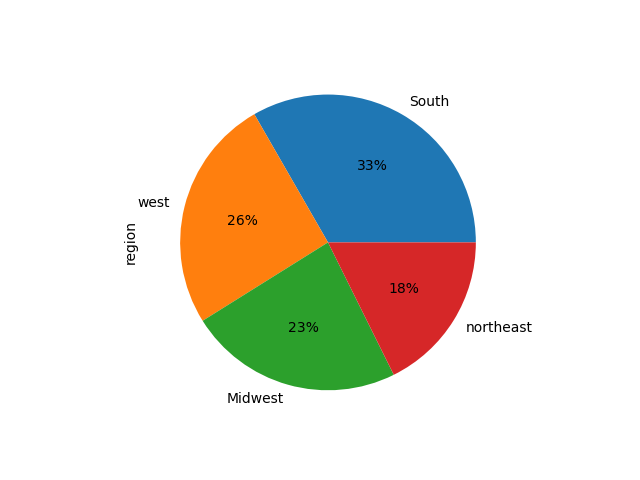 South
33%
west
26%
region
18%
23%
northeast
Midwest